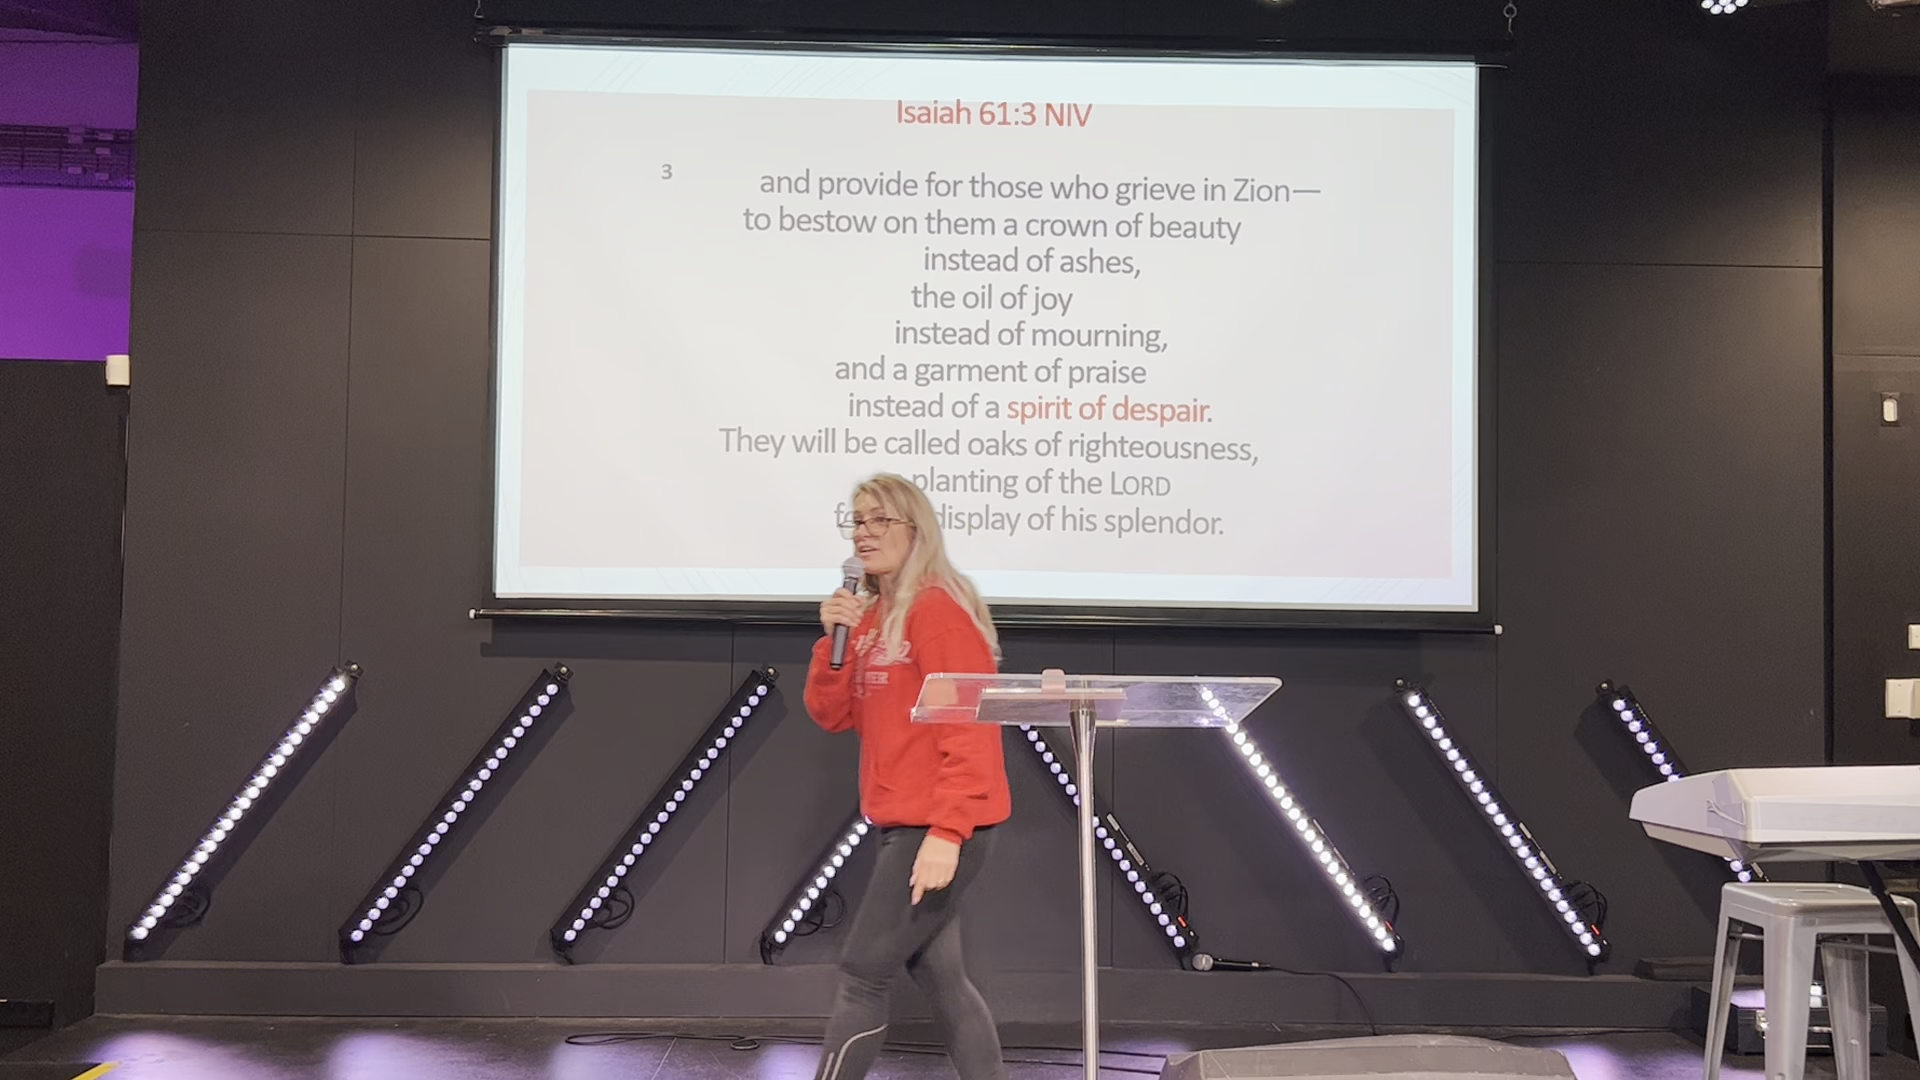 Isaiah 61:3 NIV
3 and provide for those who grieve in Zion—
to bestow on them a crown of beauty
instead of ashes,
the oil of joy
instead of mourning,
and a garment of praise
instead of a spirit of despair.
They will be called oaks of righteousness,
planting of the LORD
display of his splendor.